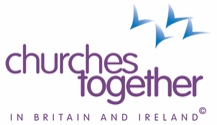 churches
together
IN BRITAIN AND IRELAND©